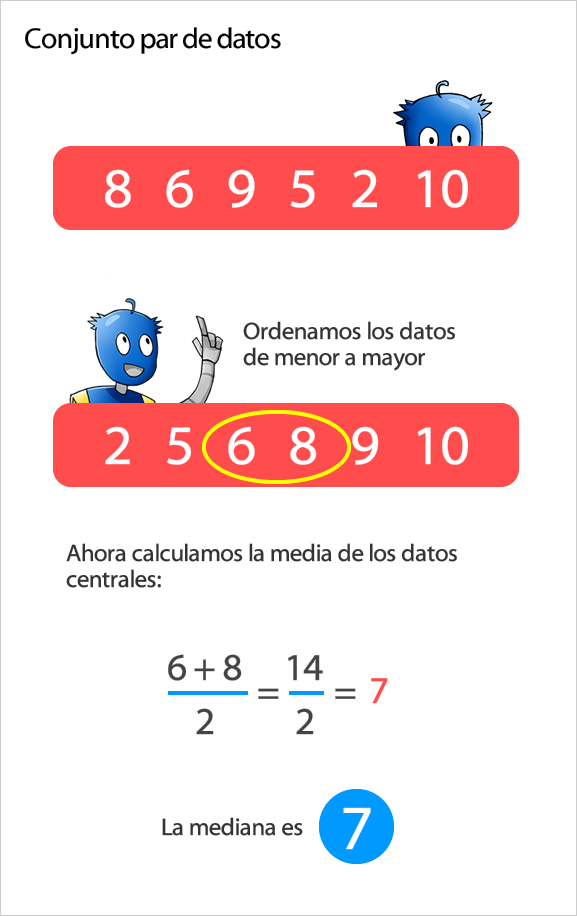 Conjunto par de datos
8 6 9 5 2 10
Ordenamos los datos
de menor a mayor
2 5 6 8 9 10
Ahora calculamos la media de los datos
centrales:
6 + 8 / 2 = 14 / 2 = 7
La mediana es 7